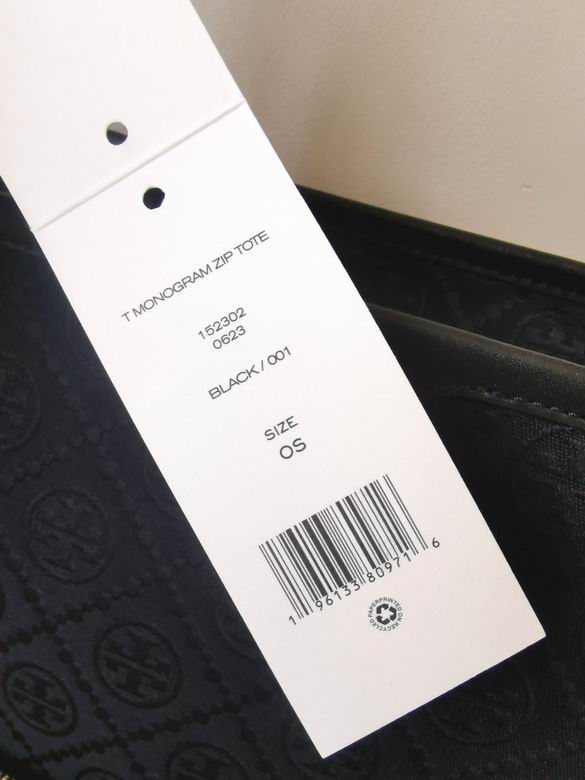 T MONOGRAM ZIP TOTE
152302
0623
BLACK / 001
SIZE
OS
1 96133 80971 6
PRINTED ON RECYCLED PAPER